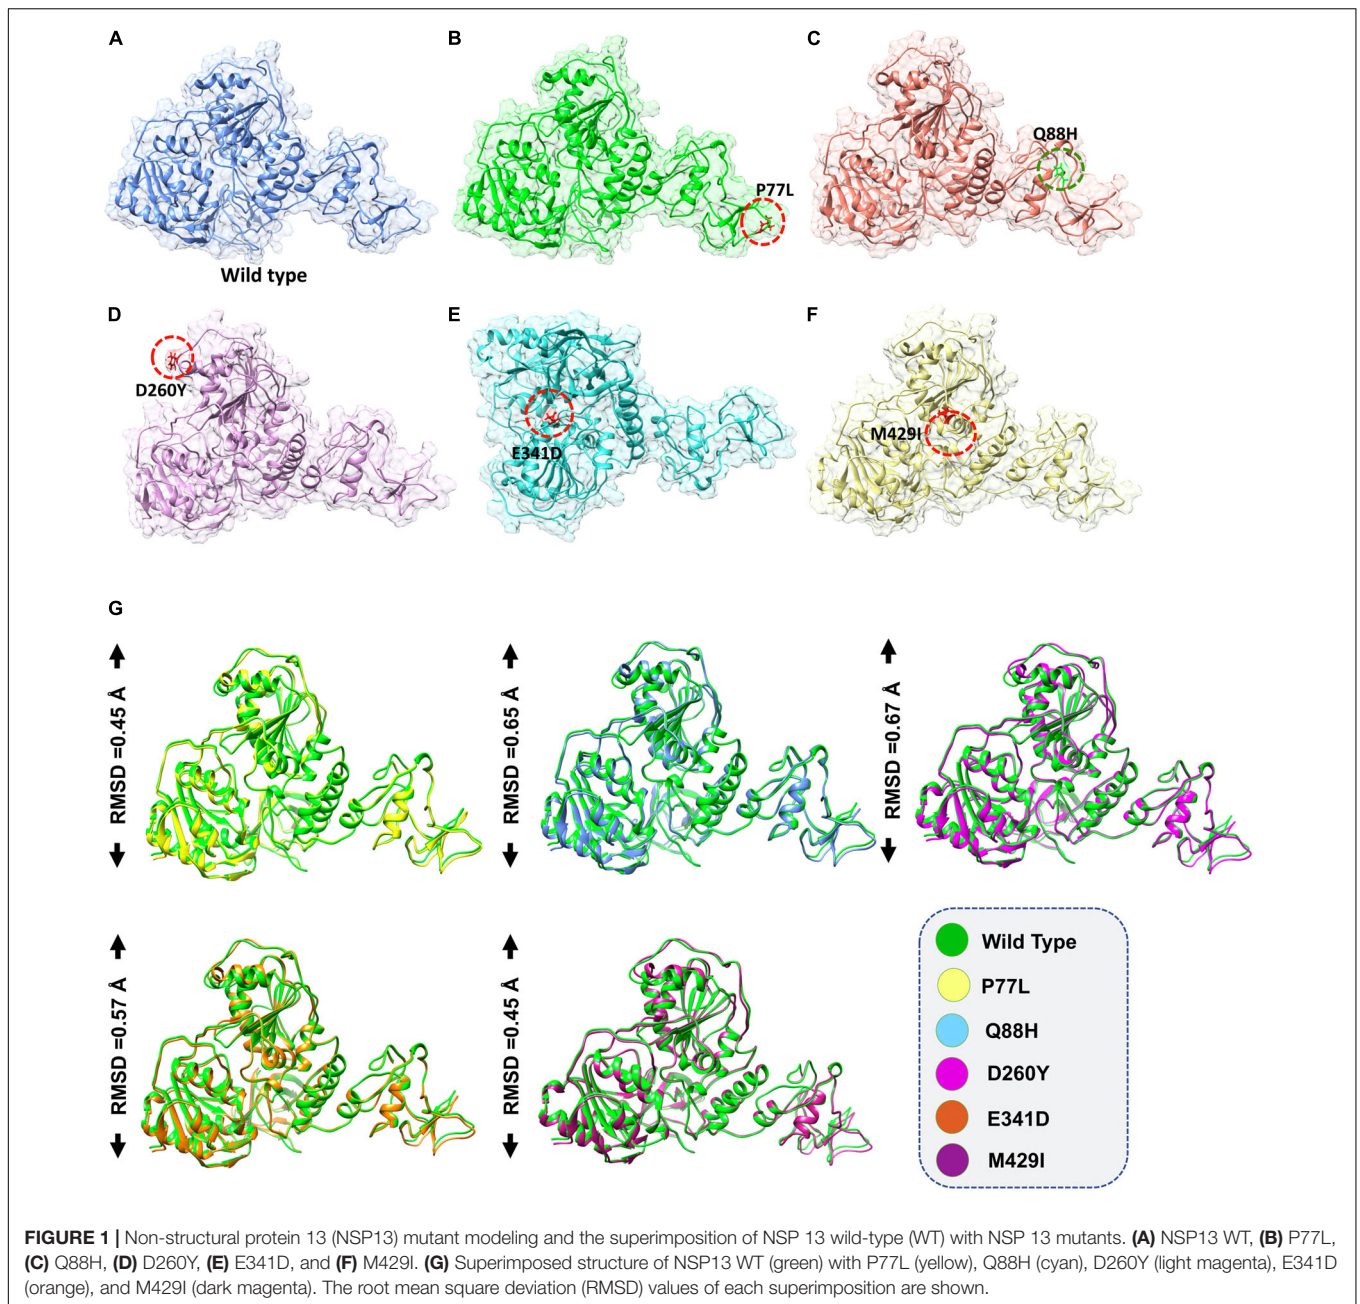 A
B
C
Q88H
P77L
Wild type
D
E
F
D260Y
E341D
M429I
G
RMSD =0.45 Å
RMSD =0.65 Å
RMSD =0.67 Å
RMSD =0.57 Å
RMSD =0.45 Å
Wild Type
P77L
Q88H
D260Y
E341D
M429I
FIGURE 1 | Non-structural protein 13 (NSP13) mutant modeling and the superimposition of NSP 13 wild-type (WT) with NSP 13 mutants. (A) NSP13 WT, (B) P77L,
(C) Q88H, (D) D260Y, (E) E341D, and (F) M429I. (G) Superimposed structure of NSP13 WT (green) with P77L (yellow), Q88H (cyan), D260Y (light magenta), E341D
(orange), and M429I (dark magenta). The root mean square deviation (RMSD) values of each superimposition are shown.